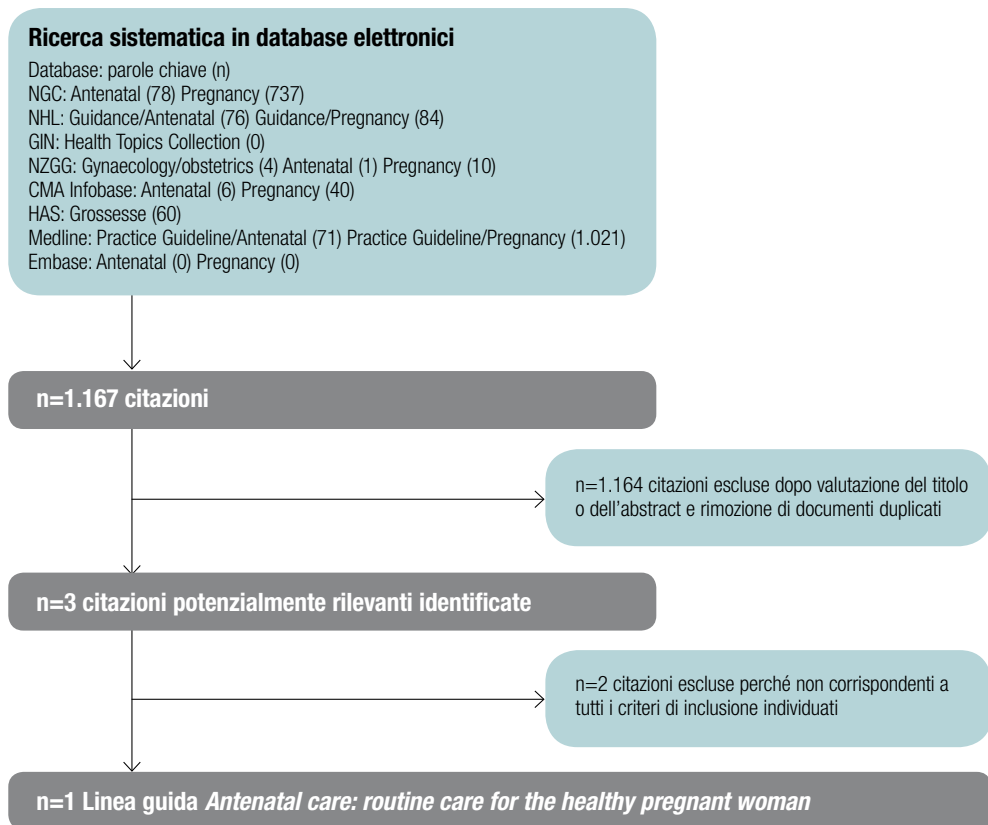 Ricerca sistematica in database elettronici
Database: parole chiave (n)
NGC: Antenatal (78) Pregnancy (737)
NHL: Guidance/Antenatal (76) Guidance/Pregnancy (84)
GIN: Health Topics Collection (0)
NZGG: Gynaecology/obstetrics (4) Antenatal (1) Pregnancy (10)
CMA Infobase: Antenatal (6) Pregnancy (40)
HAS: Grossesse (60)
Medline: Practice Guideline/Antenatal (71) Practice Guideline/Pregnancy (1.021)
Embase: Antenatal (0) Pregnancy (0)
n=1.167 citazioni
n=1.164 citazioni escluse dopo valutazione del titolo
o dell'abstract e rimozione di documenti duplicati
n=3 citazioni potenzialmente rilevanti identificate
n=2 citazioni escluse perché non corrispondenti a
tutti i criteri di inclusione individuati
n=1 Linea guida Antenatal care: routine care for the healthy pregnant woman